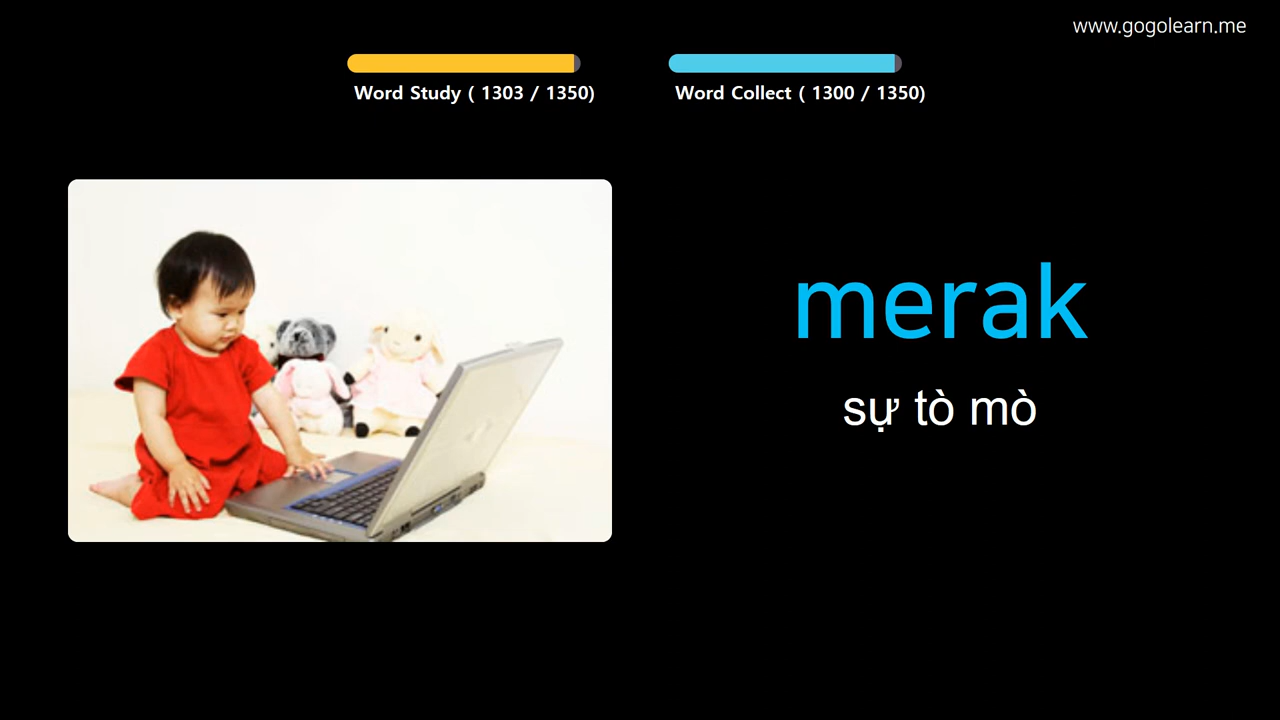 www.gogolearn.me
Word Study ( 1303 / 1350)
Word Collect ( 1300 / 1350)
merak
sự tò mò